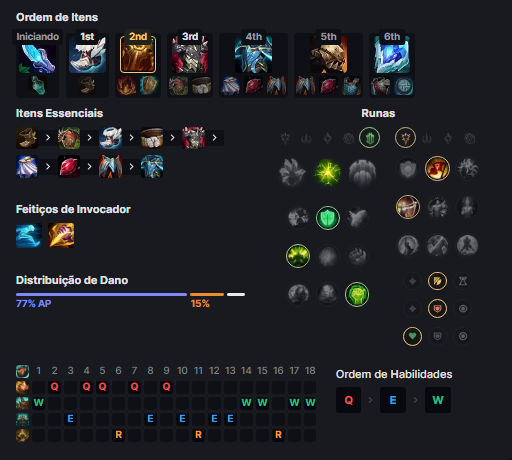 Ordem de Itens
Iniciando 1st 2nd 3rd 4th 5th 6th
Itens Essenciais
Runas
Feitiços de Invocador
Distribuição de Dano
77% AP 15%
1 2 3 4 5 6 7 8 9 10 11 12 13 14 15 16 17 18
Q Q Q Q Q
W W W W W
E E E E E
R R R
Ordem de Habilidades
Q E W